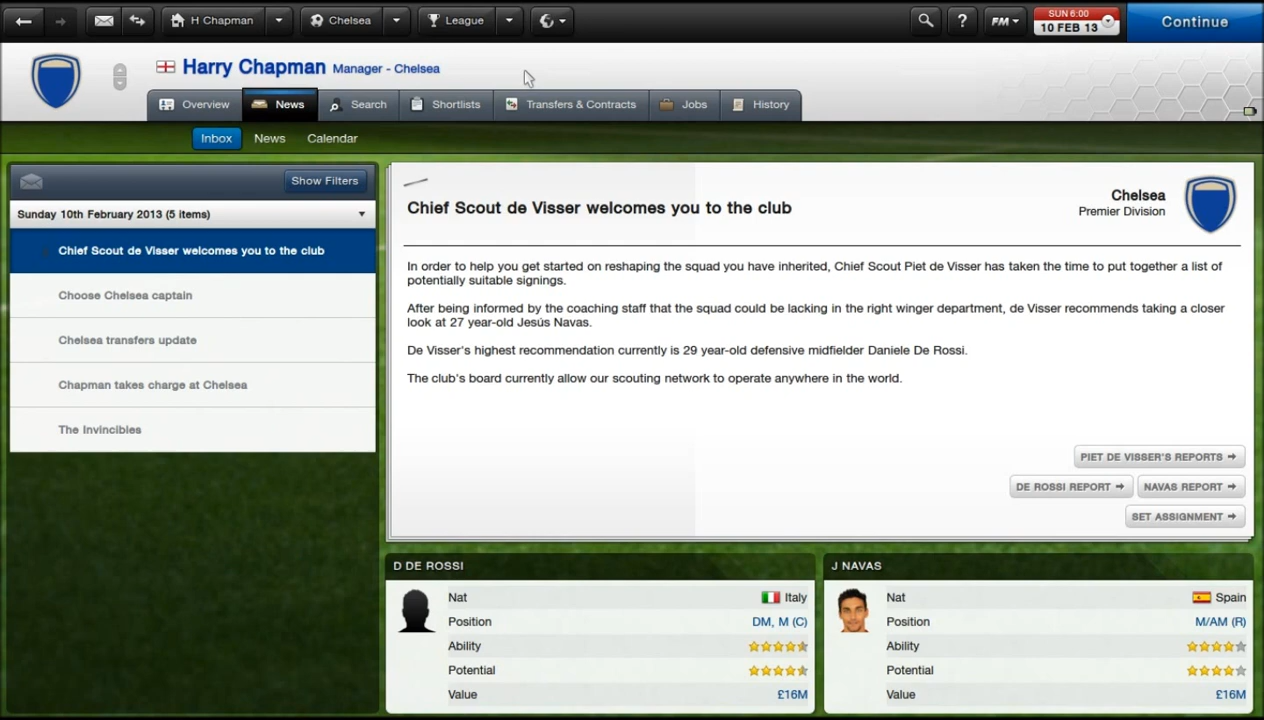 H Chapman
Chelsea
League
?
FM
SUN 6:00
10 FEB 13
Continue
Harry Chapman Manager - Chelsea
Overview
News
Search
Shortlists
Transfers & Contracts
Jobs
History
Inbox
News
Calendar
Show Filters
Sunday 10th February 2013 (5 items)
Chief Scout de Visser welcomes you to the club
Choose Chelsea captain
Chelsea transfers update
Chapman takes charge at Chelsea
The Invincibles
Chief Scout de Visser welcomes you to the club
Chelsea
Premier Division
In order to help you get started on reshaping the squad you have inherited, Chief Scout Piet de Visser has taken the time to put together a list of
potentially suitable signings.
After being informed by the coaching staff that the squad could be lacking in the right winger department, de Visser recommends taking a closer
look at 27 year-old Jesús Navas.
De Visser's highest recommendation currently is 29 year-old defensive midfielder Daniele De Rossi.
The club's board currently allow our scouting network to operate anywhere in the world.
PIET DE VISSER'S REPORTS
DE ROSSI REPORT
NAVAS REPORT
SET ASSIGNMENT
D DE ROSSI
Nat Italy
Position DM, M (C)
Ability
Potential
Value £16M
J NAVAS
Nat Spain
Position M/AM (R)
Ability
Potential
Value £16M